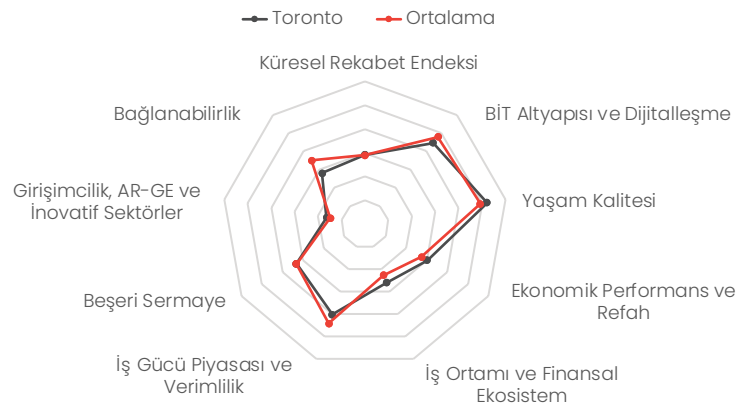 Toronto
Ortalama
Küresel Rekabet Endeksi
Bağlanabilirlik
BİT Altyapısı ve Dijitalleşme
Girişimcilik, AR-GE ve
İnovatif Sektörler
Yaşam Kalitesi
Beşeri Sermaye
Ekonomik Performans ve
Refah
İş Gücü Piyasası ve
Verimlilik
İş Ortamı ve Finansal
Ekosistem